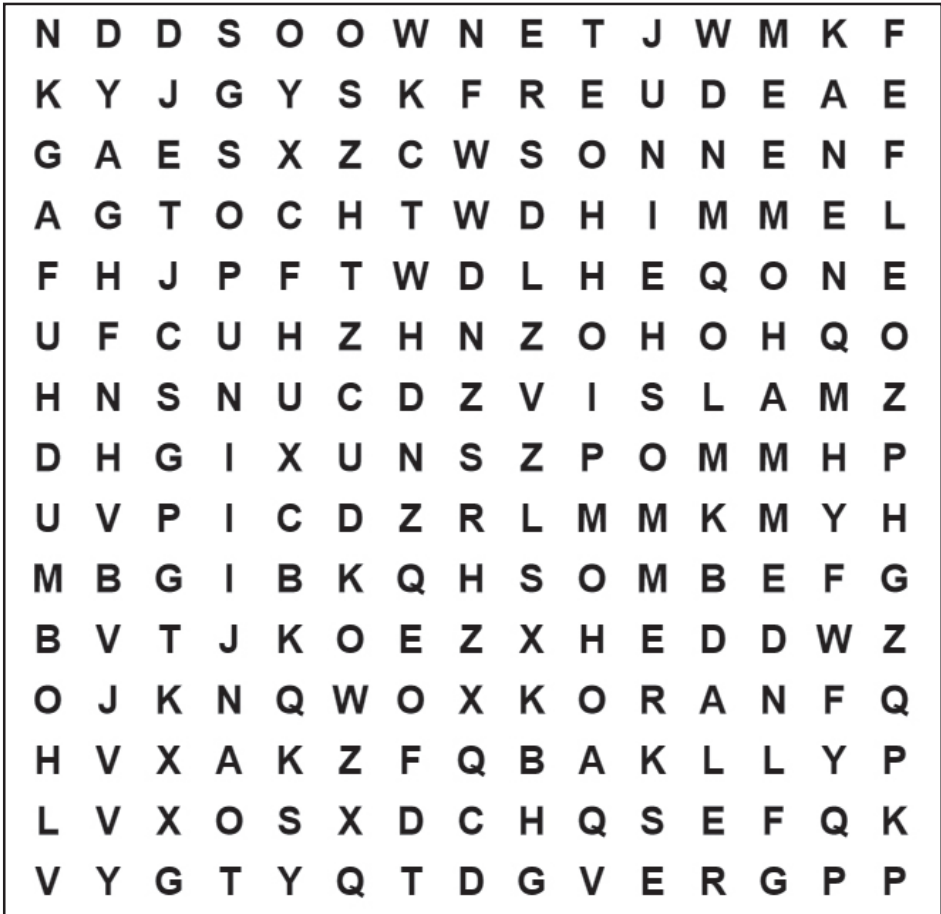 N D D S O O W N E T J W M K F
K Y J G Y S K F R E U D E A E
G A E S X Z C W S O N N E N F
A G T O C H T W D H I M M E L
F H J P F T W D L H E Q O N E
U F C U H Z H N Z O H O H Q O
H N S N U C D Z V I S L A M Z
D H G I X U N S Z P O M M H P
U V P I C D Z R L M M K M Y H
M B G I B K Q H S O M B E F G
B V T J K O E Z X H E D D W Z
O J K N Q W O X K O R A N F Q
H V X A K Z F Q B A K L L Y P
L V X O S X D C H Q S E F Q K
V Y G T Y Q T D G V E R G P P